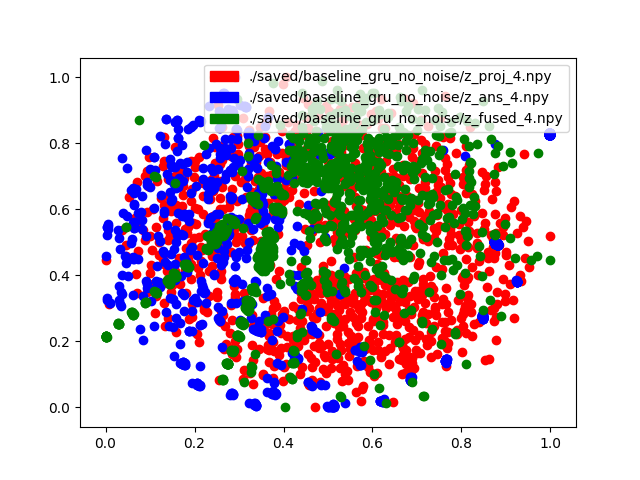 ./saved/baseline_gru_no_noise/z_proj_4.npy
./saved/baseline_gru_no_noise/z_ans_4.npy
./saved/baseline_gru_no_noise/z_fused_4.npy
1.0
0.8
0.6
0.4
0.2
0.0
0.0 0.2 0.4 0.6 0.8 1.0